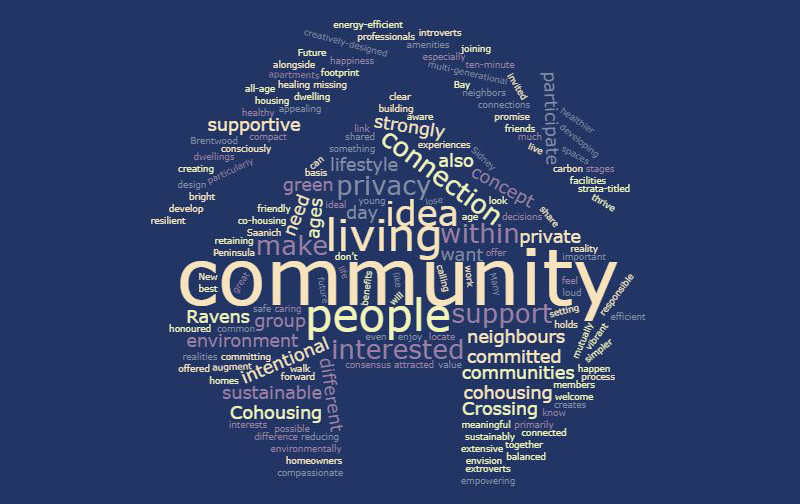 energy-efficient
creatively-designed
professionals
introverts
amenities
Future
happiness
especially
joining
alongside
ten-minute
apartments
footprint
multi-generational
invited
participate
healing
missing
all-age
Bay
neighbors
housing
dwelling
clear
connections
healthy
appealing
building
promise
healthier
supportive
aware
strongly
friends
developing
compact
link
shared
much
Brentwood
connection
experiences
live
spaces
consciously
something
Sidney
dwellings
can
lifestyle
also
carbon
stages
creating
particularly
basis
concept
facilities
design
green
privacy
strata-titled
bright
thrive
develop
friendly
need
ages
ideal
young
lose
look
share
resilient
co-housing
day
idea
age
decisions
Saanich
living
within
private
retaining
make
reality
Peninsula
don't
want
offer
important
community
New
best
great
life
future
benefits
like
will
calling
work
Many
feel
loud
responsible
safe
caring
people
support
setting
efficient
Ravens
group
holds
honoured
common
mutually
vibrant
simpler
environment
even
enjoy
locate
neighbours
interested
realities
committing
intentional
committed
offered
augment
walk
consensus
attracted
value
communities
happen
process
homes
forward
different
members
sustainable
cohousing
welcome
Cohousing
Crossing
creates
know
interests
possible
meaningful
primarily
difference
reducing
sustainably
connected
environmentally
extensive
together
homeowners
envision
balanced
compassionate
extroverts
empowering